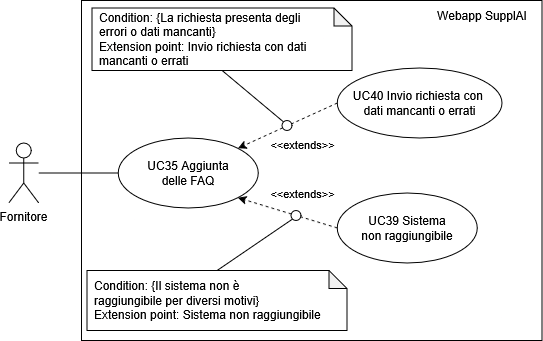 Webapp SupplAI
Condition: {La richiesta presenta degli
errori o dati mancanti}
Extension point: Invio richiesta con dati
mancanti o errati
UC40 Invio richiesta con
dati mancanti o errati
<<extends>>
UC35 Aggiunta
delle FAQ
Fornitore
<<extends>>
UC39 Sistema
non raggiungibile
Condition: {Il sistema non è
raggiungibile per diversi motivi}
Extension point: Sistema non raggiungibile